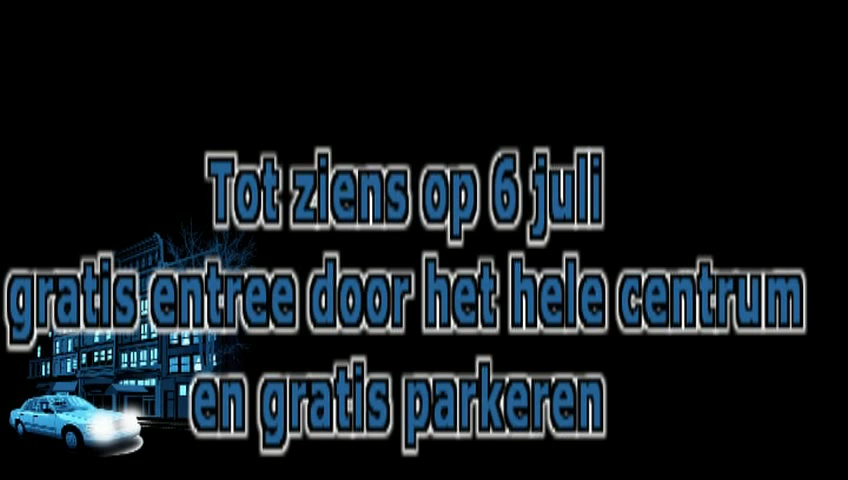 Tot ziens op 6 juli
gratis entree door het hele centrum
en gratis parkeren